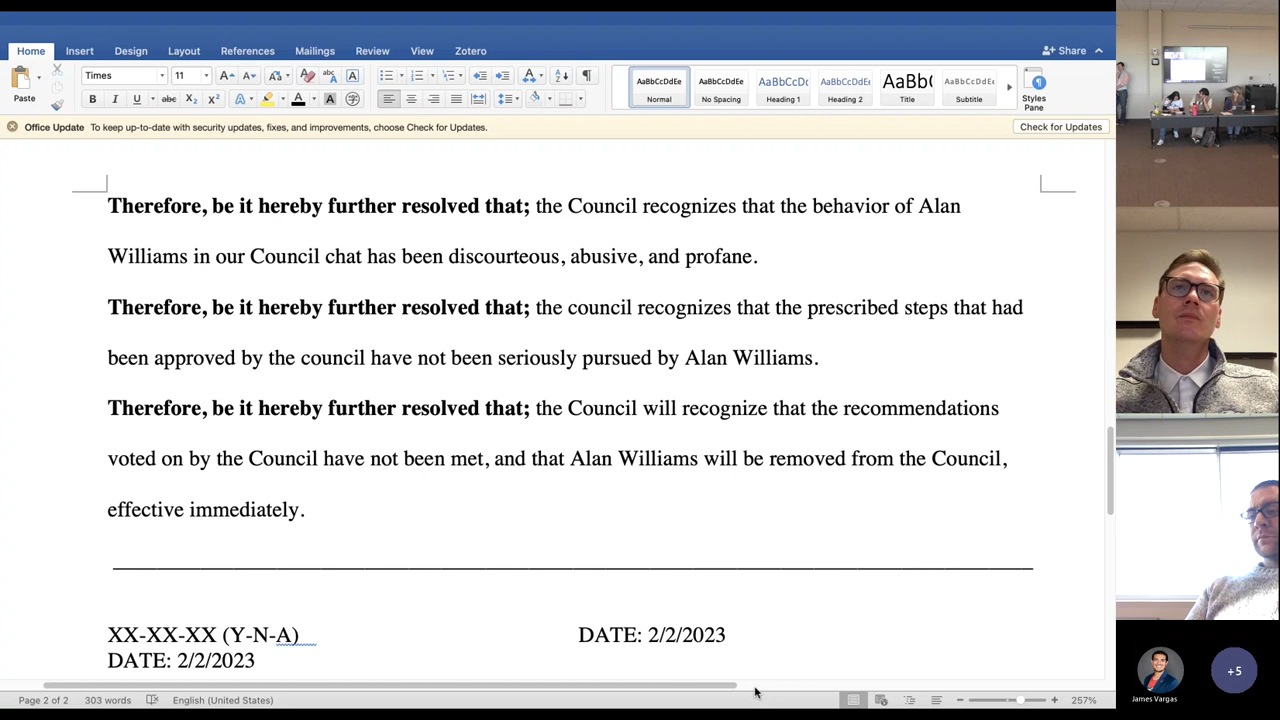 Home Insert Design Layout References Mailings Review View Zotero Share
Times 11
Paste
AaBbCcDdEe AaBbCcDdEe AaBbCcDc AaBbCcDdEe AaBb( AaBbCcDdEe
Normal No Spacing Heading 1 Heading 2 Title Subtitle Styles Pane
Office Update To keep up-to-date with security updates, fixes, and improvements, choose Check for Updates. Check for Updates
Therefore, be it hereby further resolved that; the Council recognizes that the behavior of Alan
Williams in our Council chat has been discourteous, abusive, and profane.
Therefore, be it hereby further resolved that; the council recognizes that the prescribed steps that had
been approved by the council have not been seriously pursued by Alan Williams.
Therefore, be it hereby further resolved that; the Council will recognize that the recommendations
voted on by the Council have not been met, and that Alan Williams will be removed from the Council,
effective immediately.
XX-XX-XX (Y-N-A) DATE: 2/2/2023
DATE: 2/2/2023
Page 2 of 2 303 words English (United States) 257%
James Vargas +5